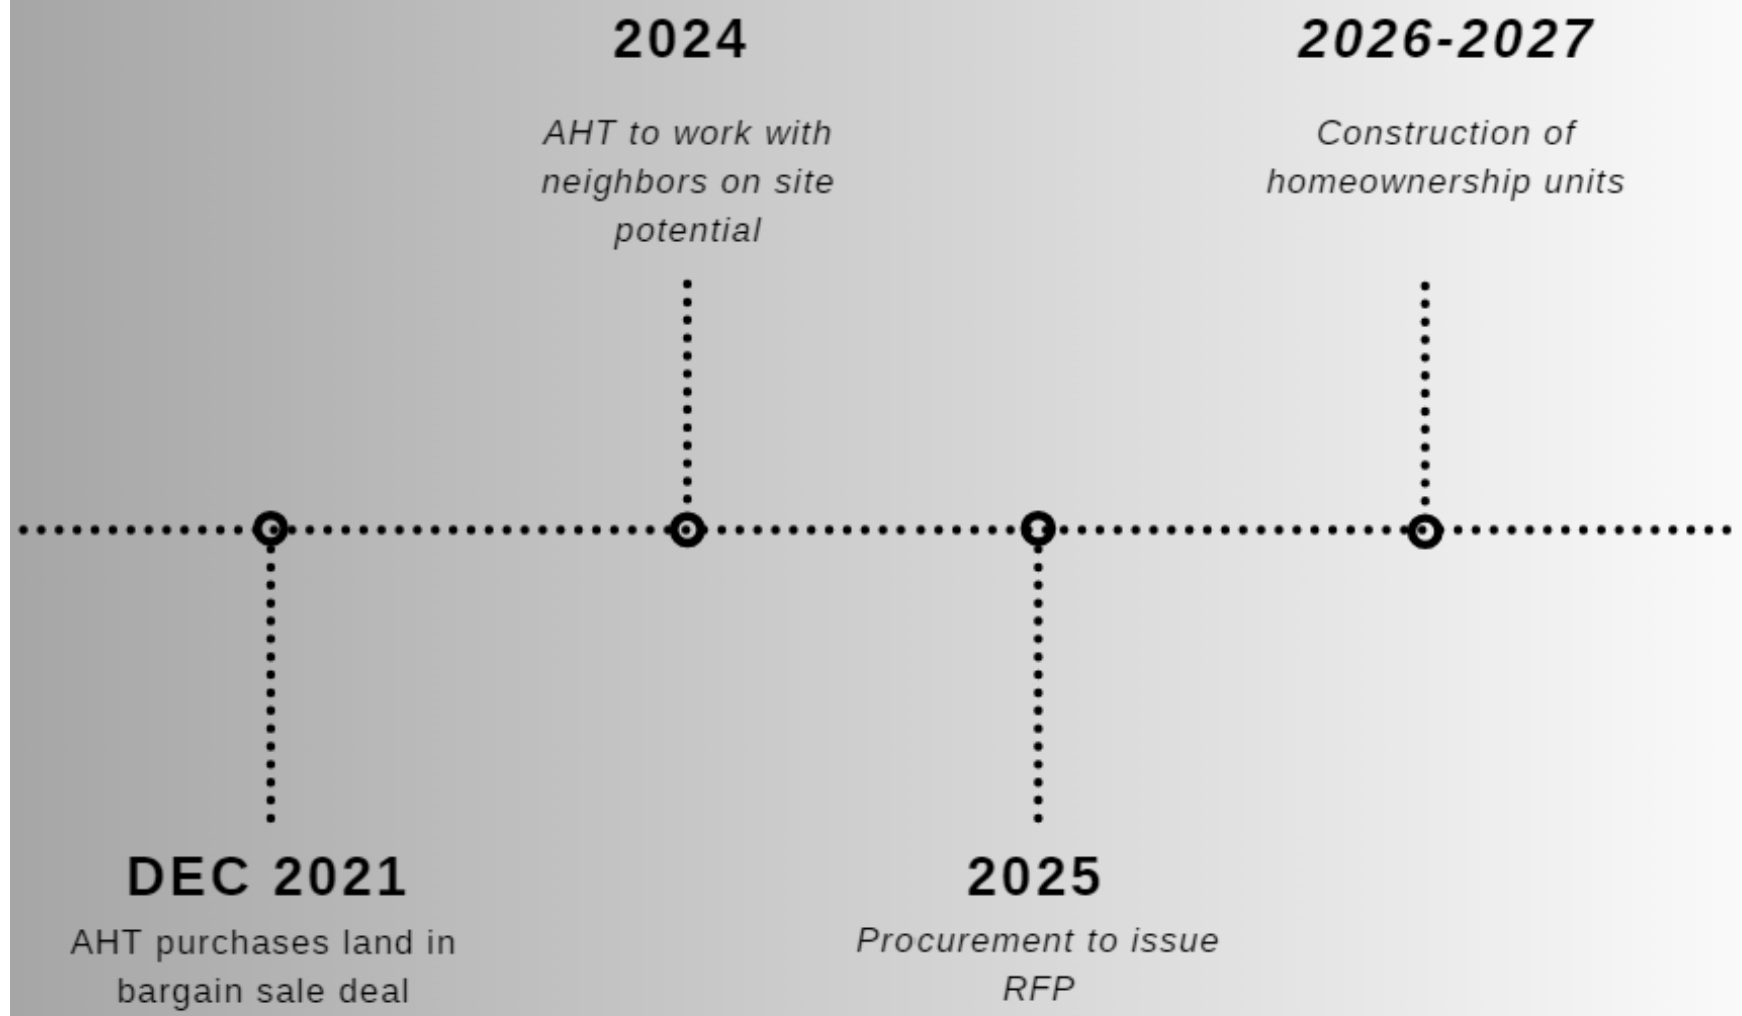 2024
AHT to work with
neighbors on site
potential
2026-2027
Construction of
homeownership units
DEC 2021
AHT purchases land in
bargain sale deal
2025
Procurement to issue
RFP